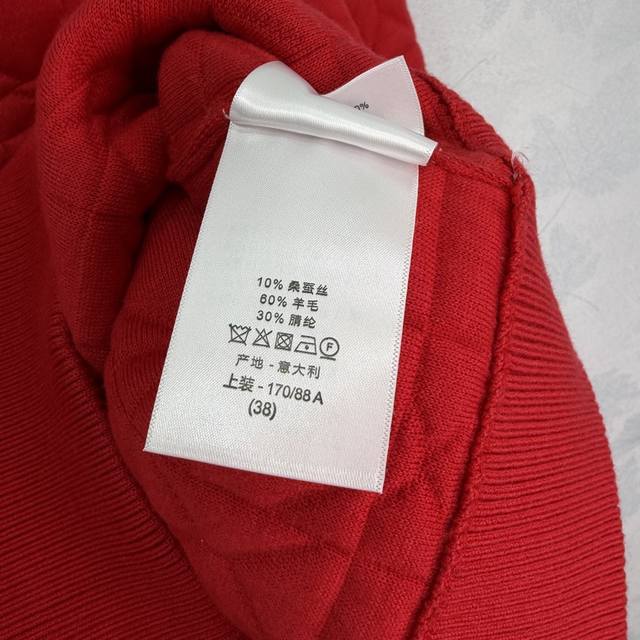 10% 桑蚕丝
60% 羊毛
30% 腈纶
F
产地 - 意大利
上装 - 170/88 A
(38)